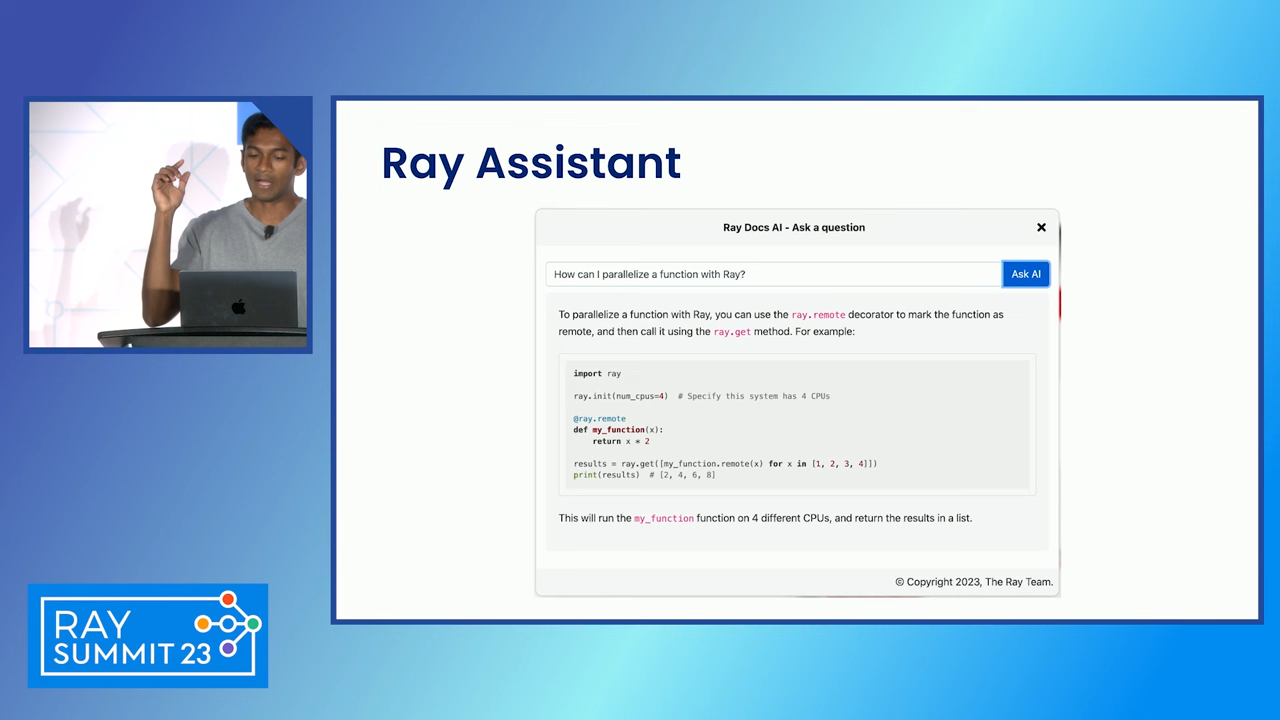 Ray Assistant
Ray Docs AI - Ask a question
How can I parallelize a function with Ray?
Ask AI
To parallelize a function with Ray, you can use the ray.remote decorator to mark the function as
remote, and then call it using the ray.get method. For example:
import ray
ray.init(num_cpus=4)  # Specify this system has 4 CPUs
@ray.remote
def my_function(x):
    return x * 2
results = ray.get([my_function.remote(x) for x in [1, 2, 3, 4]])
print(results)  # [2, 4, 6, 8]
This will run the my_function function on 4 different CPUs, and return the results in a list.
© Copyright 2023, The Ray Team.
RAY
SUMMIT 23